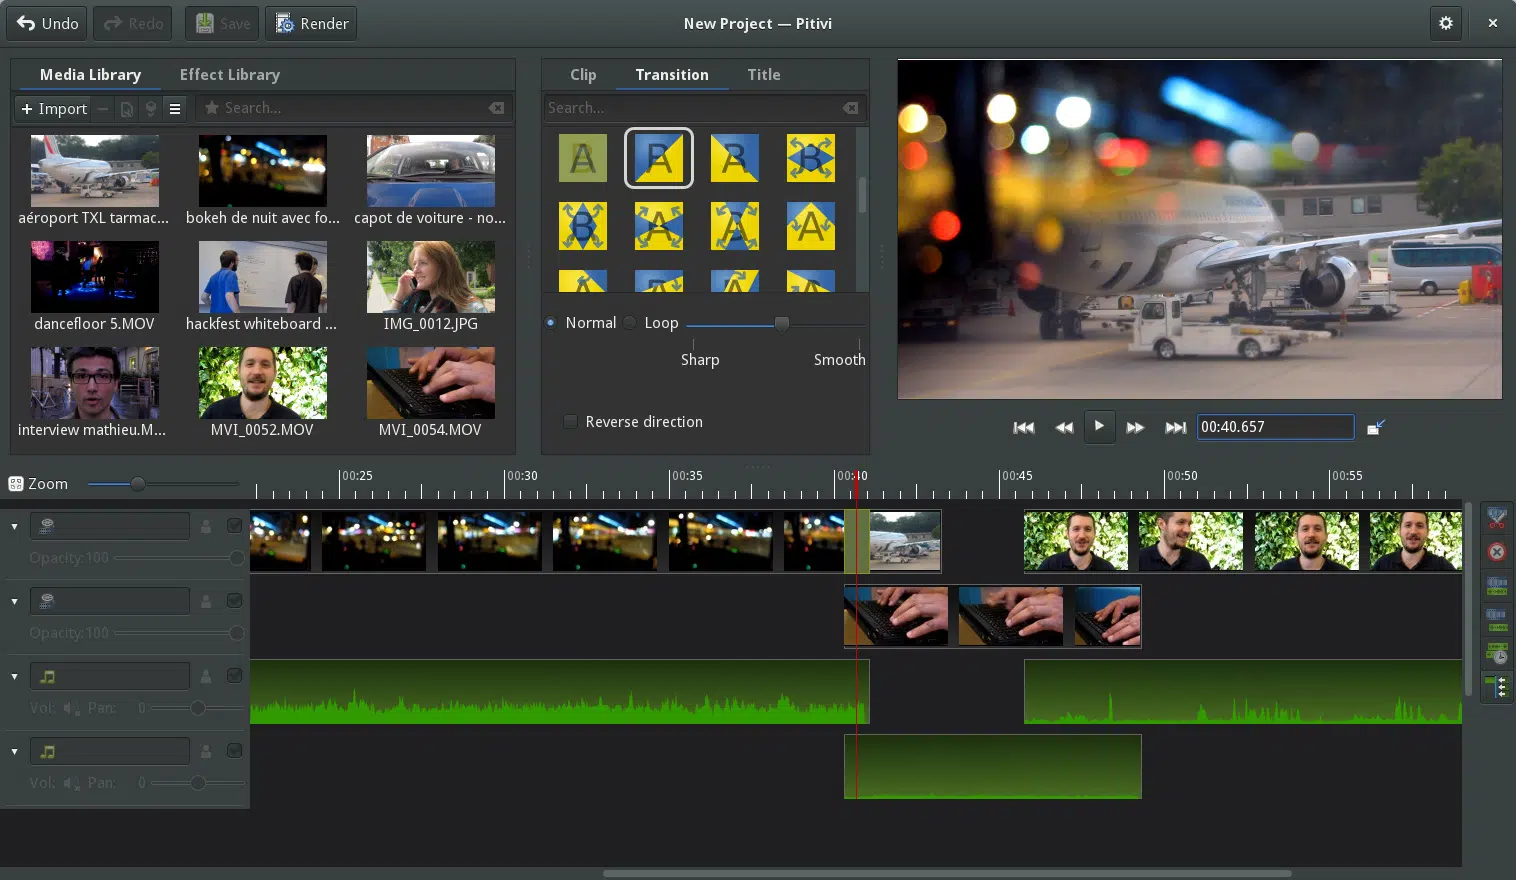 Undo Redo Save Render New Project — Pitivi
Media Library Effect Library
+ Import Search...
aéroport TXL tarmac... bokeh de nuit avec fo... capot de voiture - no...
dancefloor 5.MOV hackfest whiteboard ... IMG_0012.JPG
interview mathieu.M... MVI_0052.MOV MVI_0054.MOV
Clip Transition Title
Search...
A A A B
B A A A
Normal Loop
Sharp Smooth
Reverse direction
00:40.657
Zoom 00:25 00:30 00:35 00:40 00:45 00:50 00:55
Opacity:100
Opacity:100
Vol: Pan: 0
Vol: Pan: 0